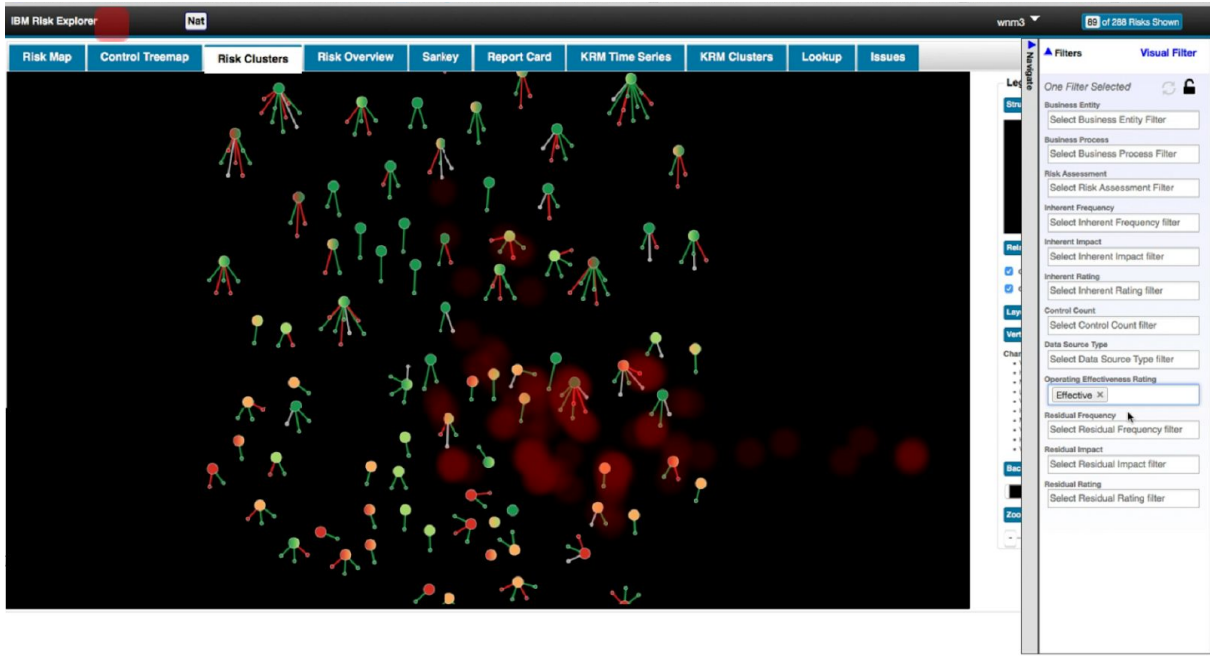 IBM Risk Explorer
Nat
wnm3
89 of 288 Risks Shown
Risk Map
Control Treemap
Risk Clusters
Risk Overview
Sankey
Report Card
KRM Time Series
KRM Clusters
Lookup
Issues
Navigate
Filters
Visual Filter
One Filter Selected
Business Entity
Select Business Entity Filter
Business Process
Select Business Process Filter
Risk Assessment
Select Risk Assessment Filter
Inherent Frequency
Select Inherent Frequency filter
Inherent Impact
Select Inherent Impact filter
Inherent Rating
Select Inherent Rating filter
Control Count
Select Control Count filter
Data Source Type
Select Data Source Type filter
Operating Effectiveness Rating
Effective ×
Residual Frequency
Select Residual Frequency filter
Residual Impact
Select Residual Impact filter
Residual Rating
Select Residual Rating filter